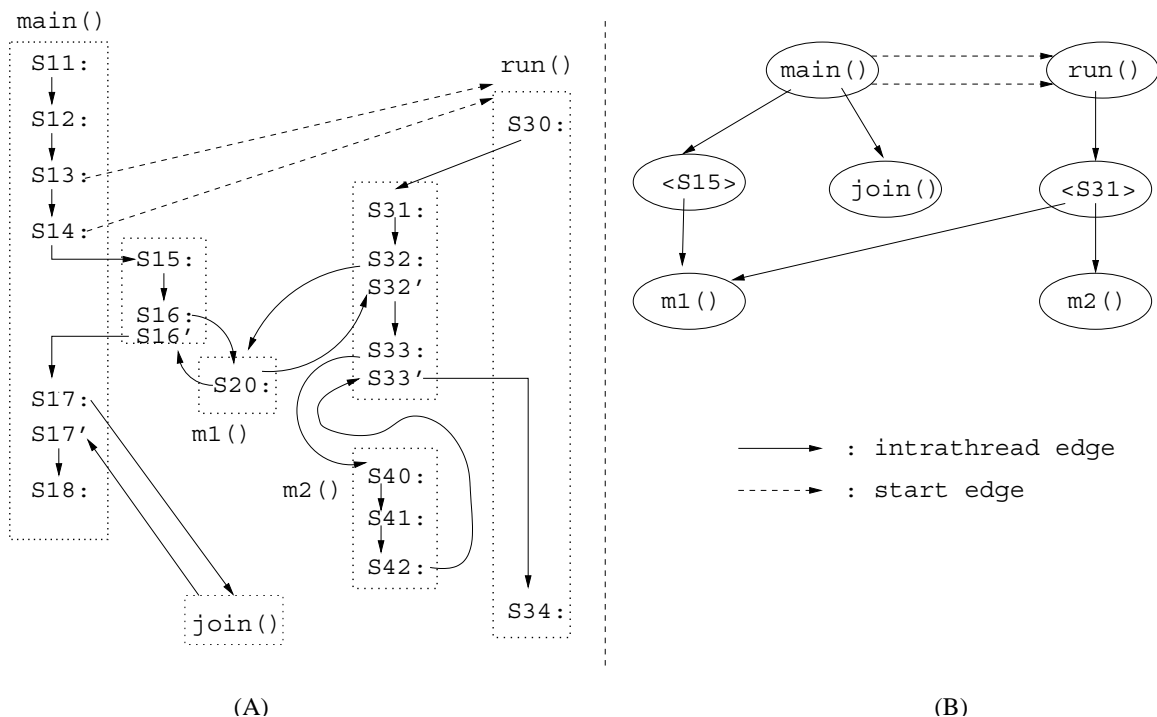 main()
S11:
S12:
S13:
S14:
S15:
S16:
S16'
S17:
S17'
S18:
S20:
m1()
join()
run()
S30:
S31:
S32:
S32'
S33:
S33'
m2()
S40:
S41:
S42:
S34:
(A)
main()
run()
<S15>
join()
<S31>
m1()
m2()
: intrathread edge
: start edge
(B)